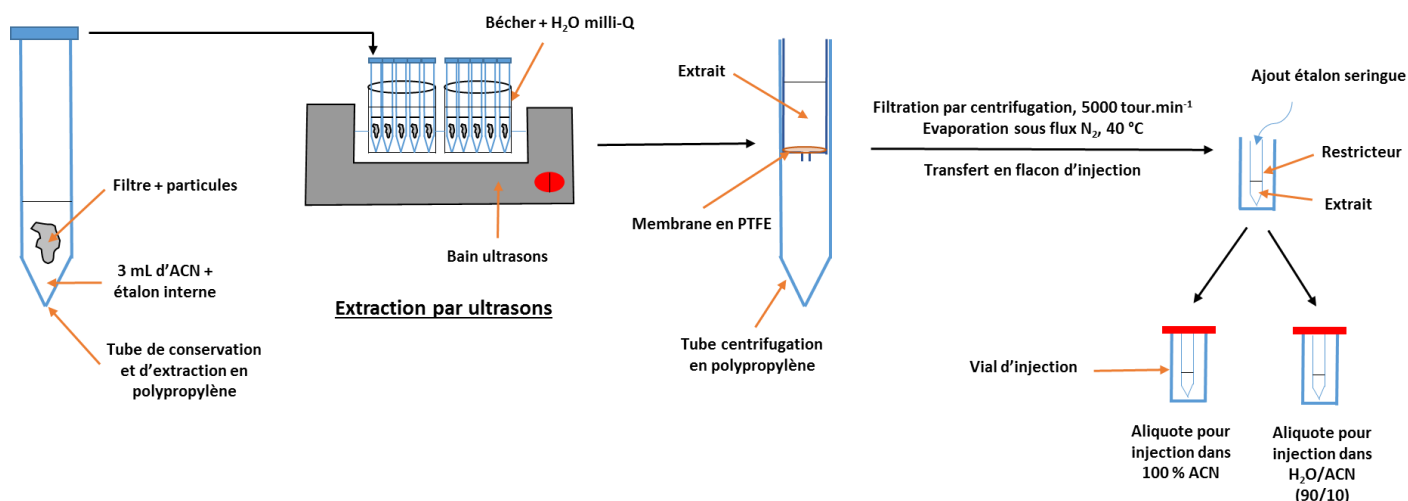 Filtre + particules
3 mL d’ACN +
étalon interne
Tube de conservation
et d’extraction en
polypropylène
Bécher + H₂O milli-Q
Bain ultrasons
Extraction par ultrasons
Extrait
Membrane en PTFE
Tube centrifugation
en polypropylène
Filtration par centrifugation, 5000 tour.min⁻¹
Evaporation sous flux N₂, 40 °C
Transfert en flacon d’injection
Ajout étalon seringue
Restricteur
Extrait
Vial d’injection
Aliquote pour
injection dans
100 % ACN
Aliquote pour
injection dans
H₂O/ACN
(90/10)